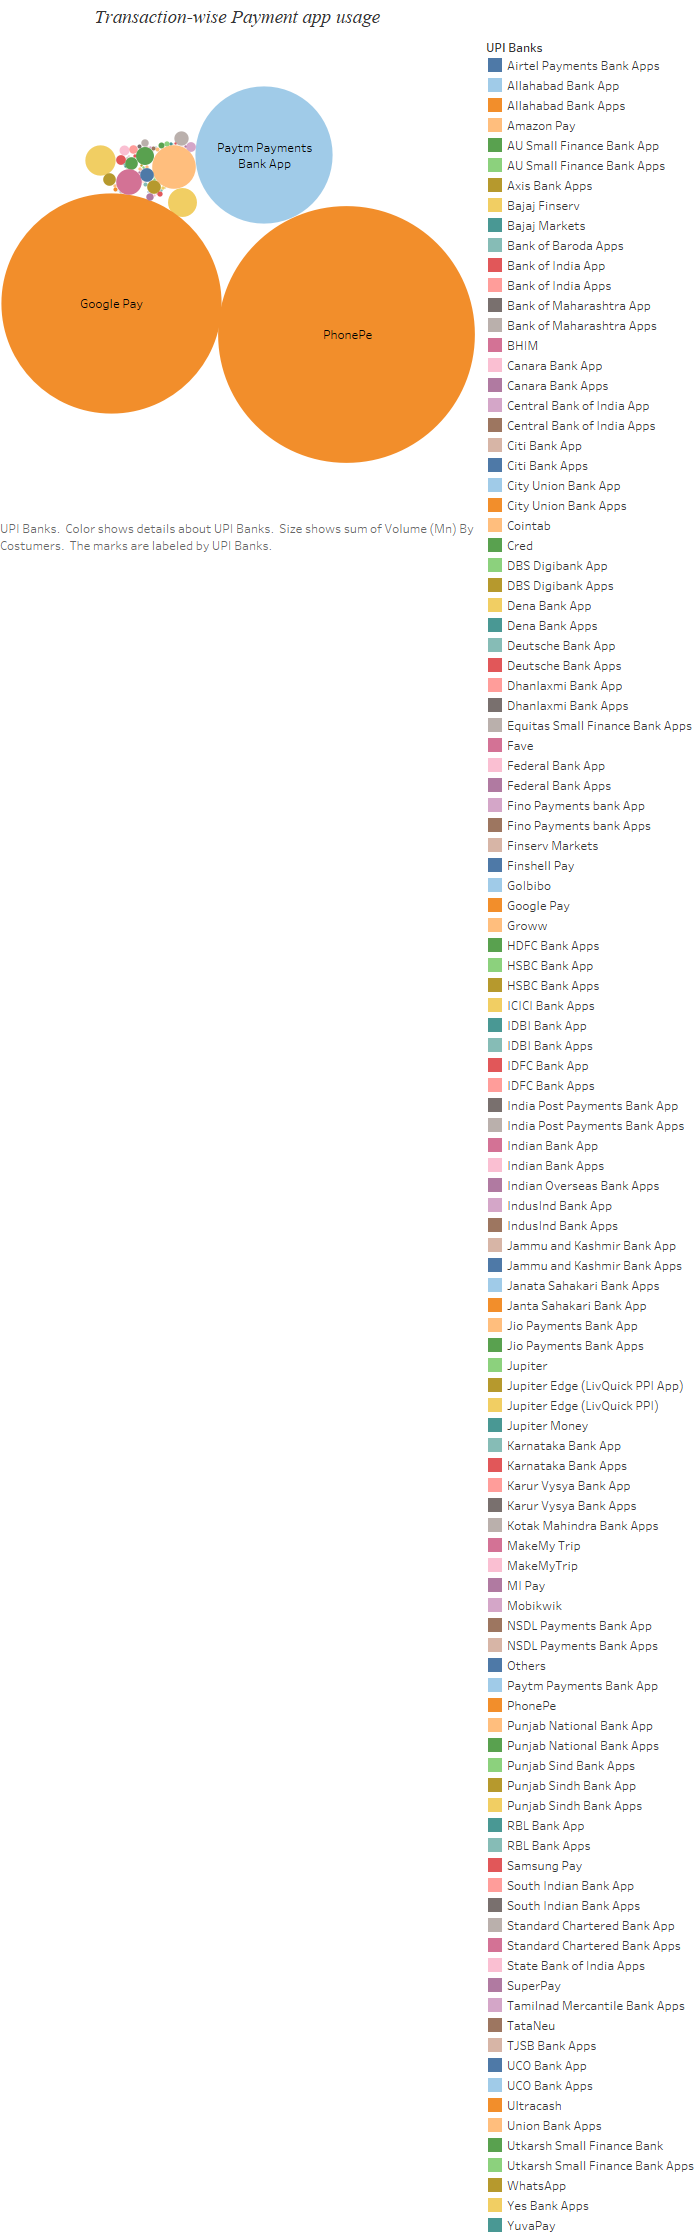 Transaction-wise Payment app usage
Paytm Payments
Bank App
Google Pay
PhonePe
UPI Banks.  Color shows details about UPI Banks.  Size shows sum of Volume (Mn) By
Costumers.  The marks are labeled by UPI Banks.
UPI Banks
Airtel Payments Bank Apps
Allahabad Bank App
Allahabad Bank Apps
Amazon Pay
AU Small Finance Bank App
AU Small Finance Bank Apps
Axis Bank Apps
Bajaj Finserv
Bajaj Markets
Bank of Baroda Apps
Bank of India App
Bank of India Apps
Bank of Maharashtra App
Bank of Maharashtra Apps
BHIM
Canara Bank App
Canara Bank Apps
Central Bank of India App
Central Bank of India Apps
Citi Bank App
Citi Bank Apps
City Union Bank App
City Union Bank Apps
Cointab
Cred
DBS Digibank App
DBS Digibank Apps
Dena Bank App
Dena Bank Apps
Deutsche Bank App
Deutsche Bank Apps
Dhanlaxmi Bank App
Dhanlaxmi Bank Apps
Equitas Small Finance Bank Apps
Fave
Federal Bank App
Federal Bank Apps
Fino Payments bank App
Fino Payments bank Apps
Finserv Markets
Finshell Pay
GoIbibo
Google Pay
Groww
HDFC Bank Apps
HSBC Bank App
HSBC Bank Apps
ICICI Bank Apps
IDBI Bank App
IDBI Bank Apps
IDFC Bank App
IDFC Bank Apps
India Post Payments Bank App
India Post Payments Bank Apps
Indian Bank App
Indian Bank Apps
Indian Overseas Bank Apps
IndusInd Bank App
IndusInd Bank Apps
Jammu and Kashmir Bank App
Jammu and Kashmir Bank Apps
Janata Sahakari Bank Apps
Janta Sahakari Bank App
Jio Payments Bank App
Jio Payments Bank Apps
Jupiter
Jupiter Edge (LivQuick PPI App)
Jupiter Edge (LivQuick PPI)
Jupiter Money
Karnataka Bank App
Karnataka Bank Apps
Karur Vysya Bank App
Karur Vysya Bank Apps
Kotak Mahindra Bank Apps
MakeMy Trip
MakeMyTrip
MI Pay
Mobikwik
NSDL Payments Bank App
NSDL Payments Bank Apps
Others
Paytm Payments Bank App
PhonePe
Punjab National Bank App
Punjab National Bank Apps
Punjab Sind Bank Apps
Punjab Sindh Bank App
Punjab Sindh Bank Apps
RBL Bank App
RBL Bank Apps
Samsung Pay
South Indian Bank App
South Indian Bank Apps
Standard Chartered Bank App
Standard Chartered Bank Apps
State Bank of India Apps
SuperPay
Tamilnad Mercantile Bank Apps
TataNeu
TJSB Bank Apps
UCO Bank App
UCO Bank Apps
Ultracash
Union Bank Apps
Utkarsh Small Finance Bank
Utkarsh Small Finance Bank Apps
WhatsApp
Yes Bank Apps
YuvaPay